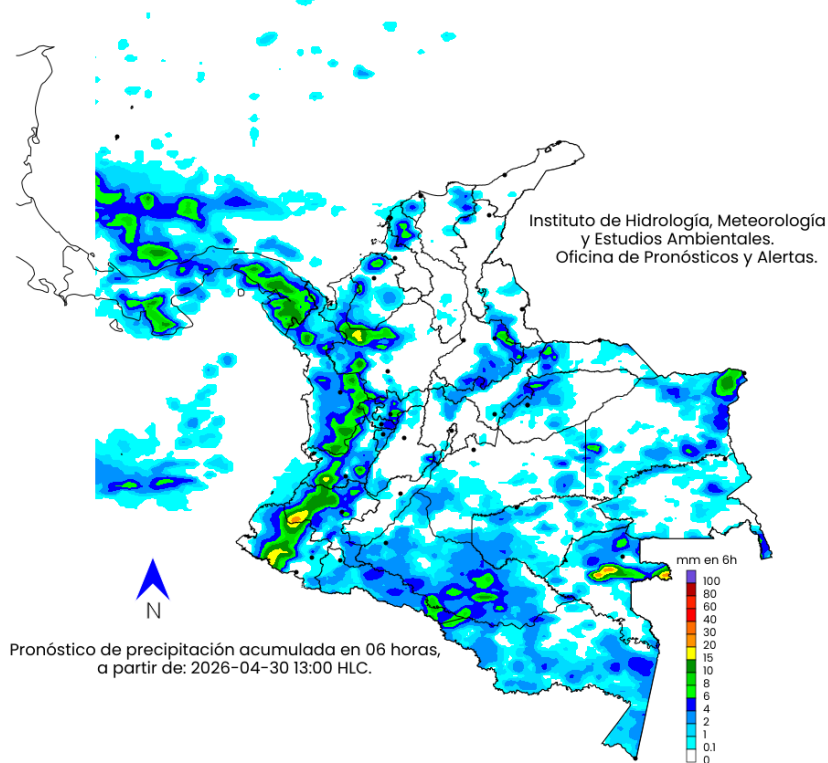 Instituto de Hidrología, Meteorología
y Estudios Ambientales.
Oficina de Pronósticos y Alertas.
mm en 6h
100
80
60
40
30
20
15
10
8
6
4
2
1
0.1
0
N
Pronóstico de precipitación acumulada en 06 horas,
a partir de: 2026-04-30 13:00 HLC.